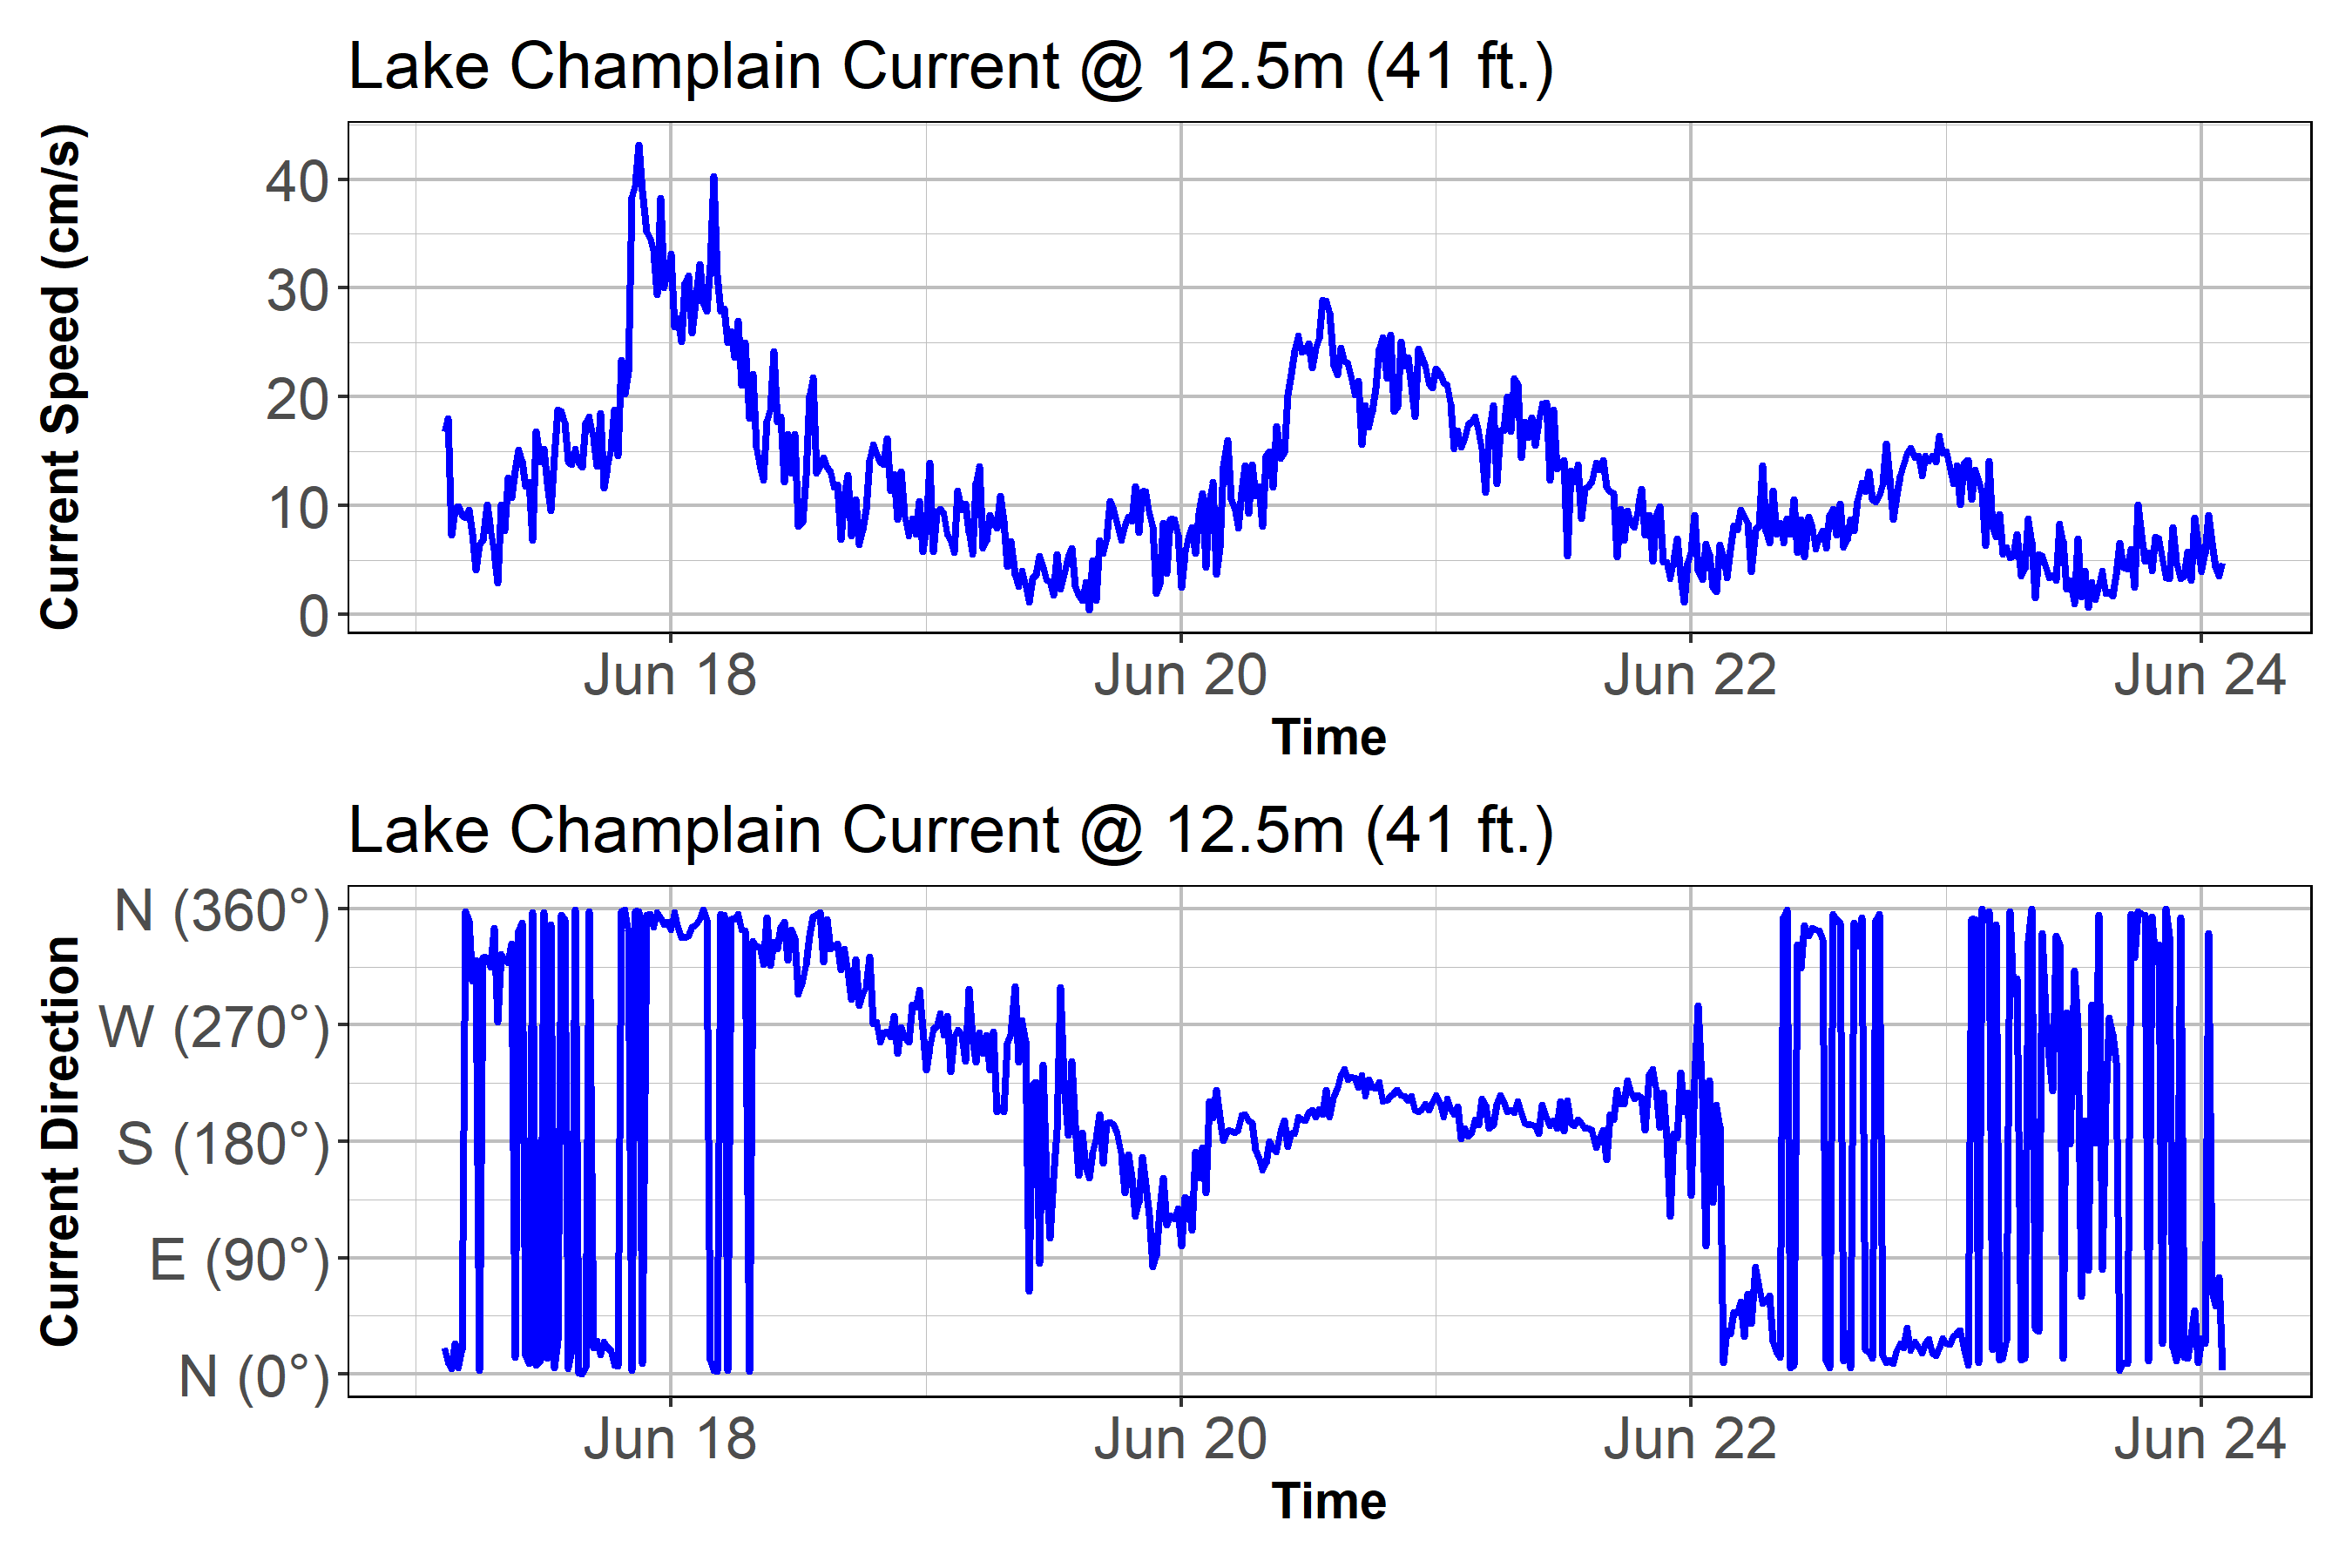 Lake Champlain Current @ 12.5m (41 ft.)
Current Speed (cm/s)
40
30
20
10
0
Jun 18 Jun 20 Jun 22 Jun 24
Time
Lake Champlain Current @ 12.5m (41 ft.)
Current Direction
N (360°)
W (270°)
S (180°)
E (90°)
N (0°)
Jun 18 Jun 20 Jun 22 Jun 24
Time